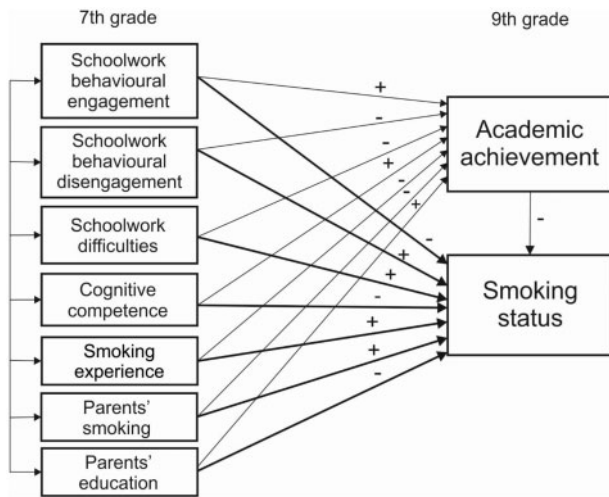 7th grade
9th grade
Schoolwork
behavioural
engagement
Schoolwork
behavioural
disengagement
Schoolwork
difficulties
Cognitive
competence
Smoking
experience
Parents'
smoking
Parents'
education
+
-
-
+
-
-
+
-
+
+
-
+
+
-
Academic
achievement
-
Smoking
status